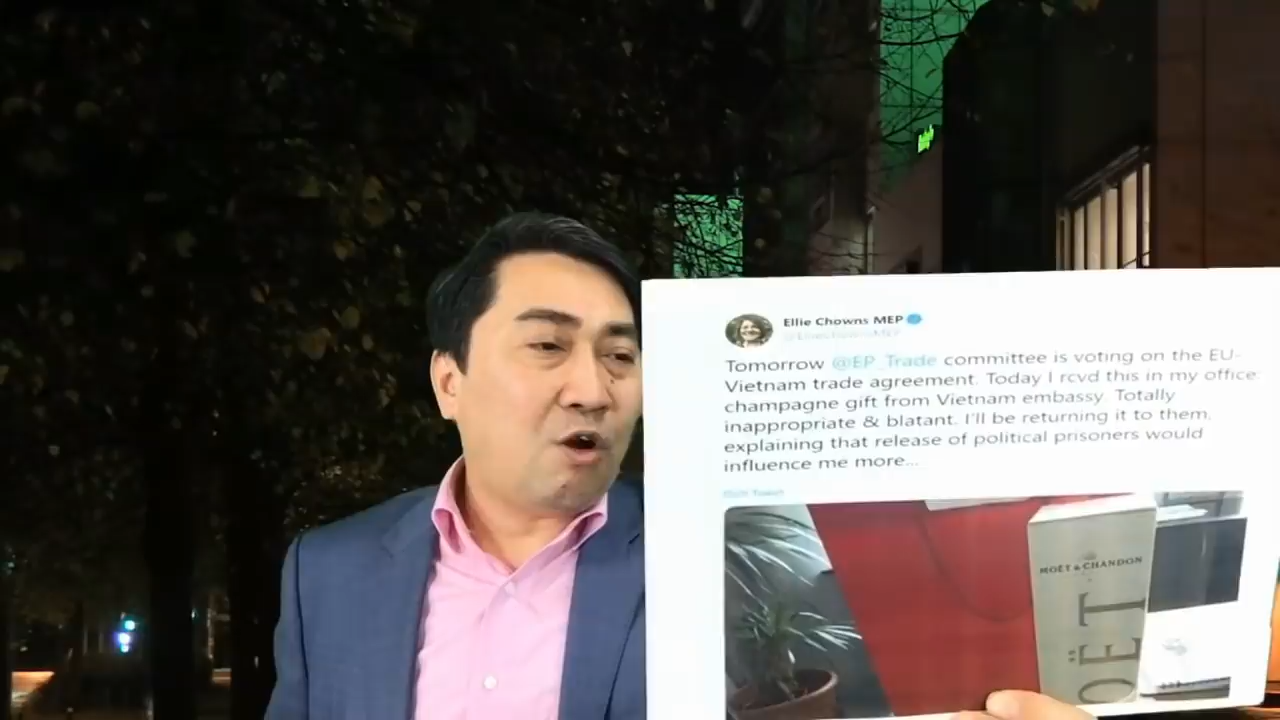 Ellie Chowns MEP
Tomorrow @EP_Trade committee is voting on the EU-
Vietnam trade agreement. Today I rcvd this in my office:
champagne gift from Vietnam embassy. Totally
inappropriate & blatant. I'll be returning it to them,
explaining that release of political prisoners would
influence me more...
MOËT & CHANDON
OËT